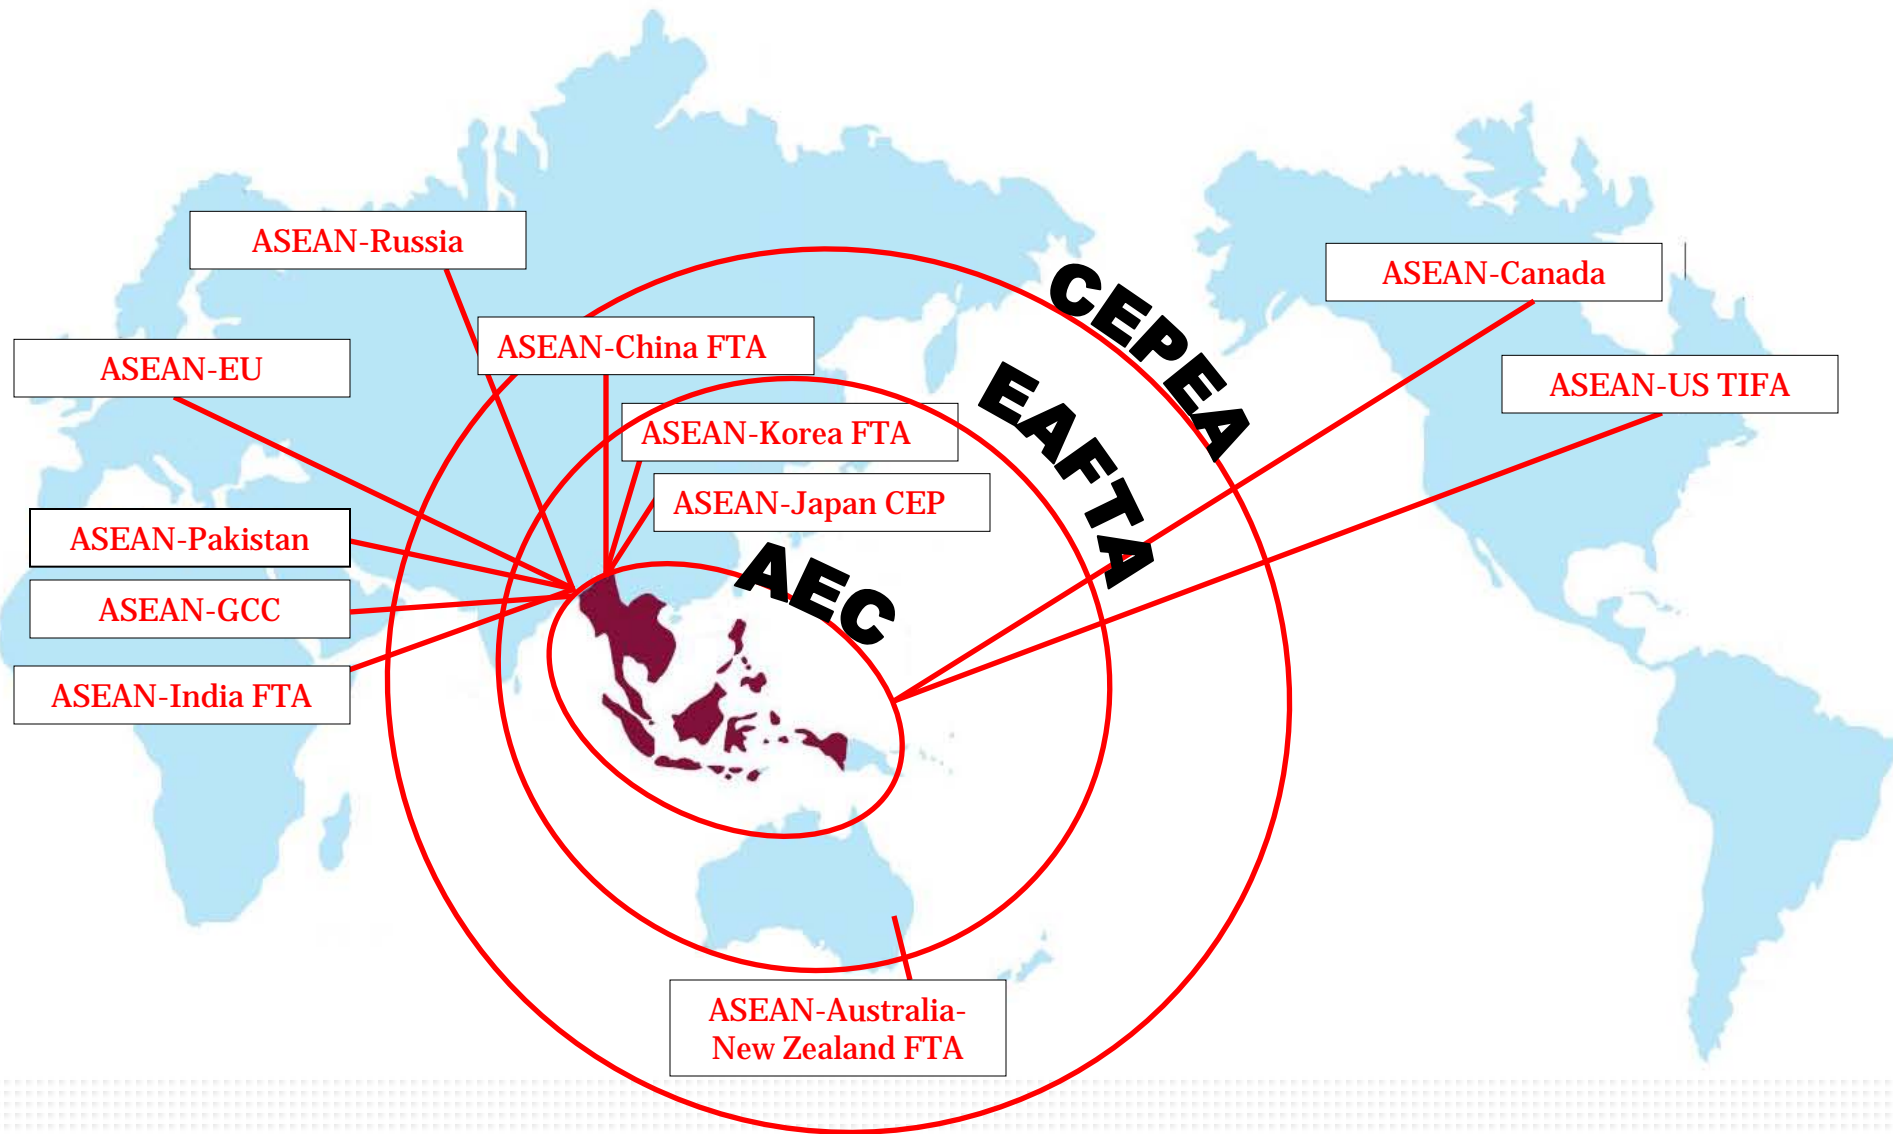 ASEAN-Russia
ASEAN-Canada
CEPEA
ASEAN-China FTA
ASEAN-EU
ASEAN-US TIFA
EAFTA
ASEAN-Korea FTA
ASEAN-Japan CEP
ASEAN-Pakistan
AEC
ASEAN-GCC
ASEAN-India FTA
ASEAN-Australia-
New Zealand FTA